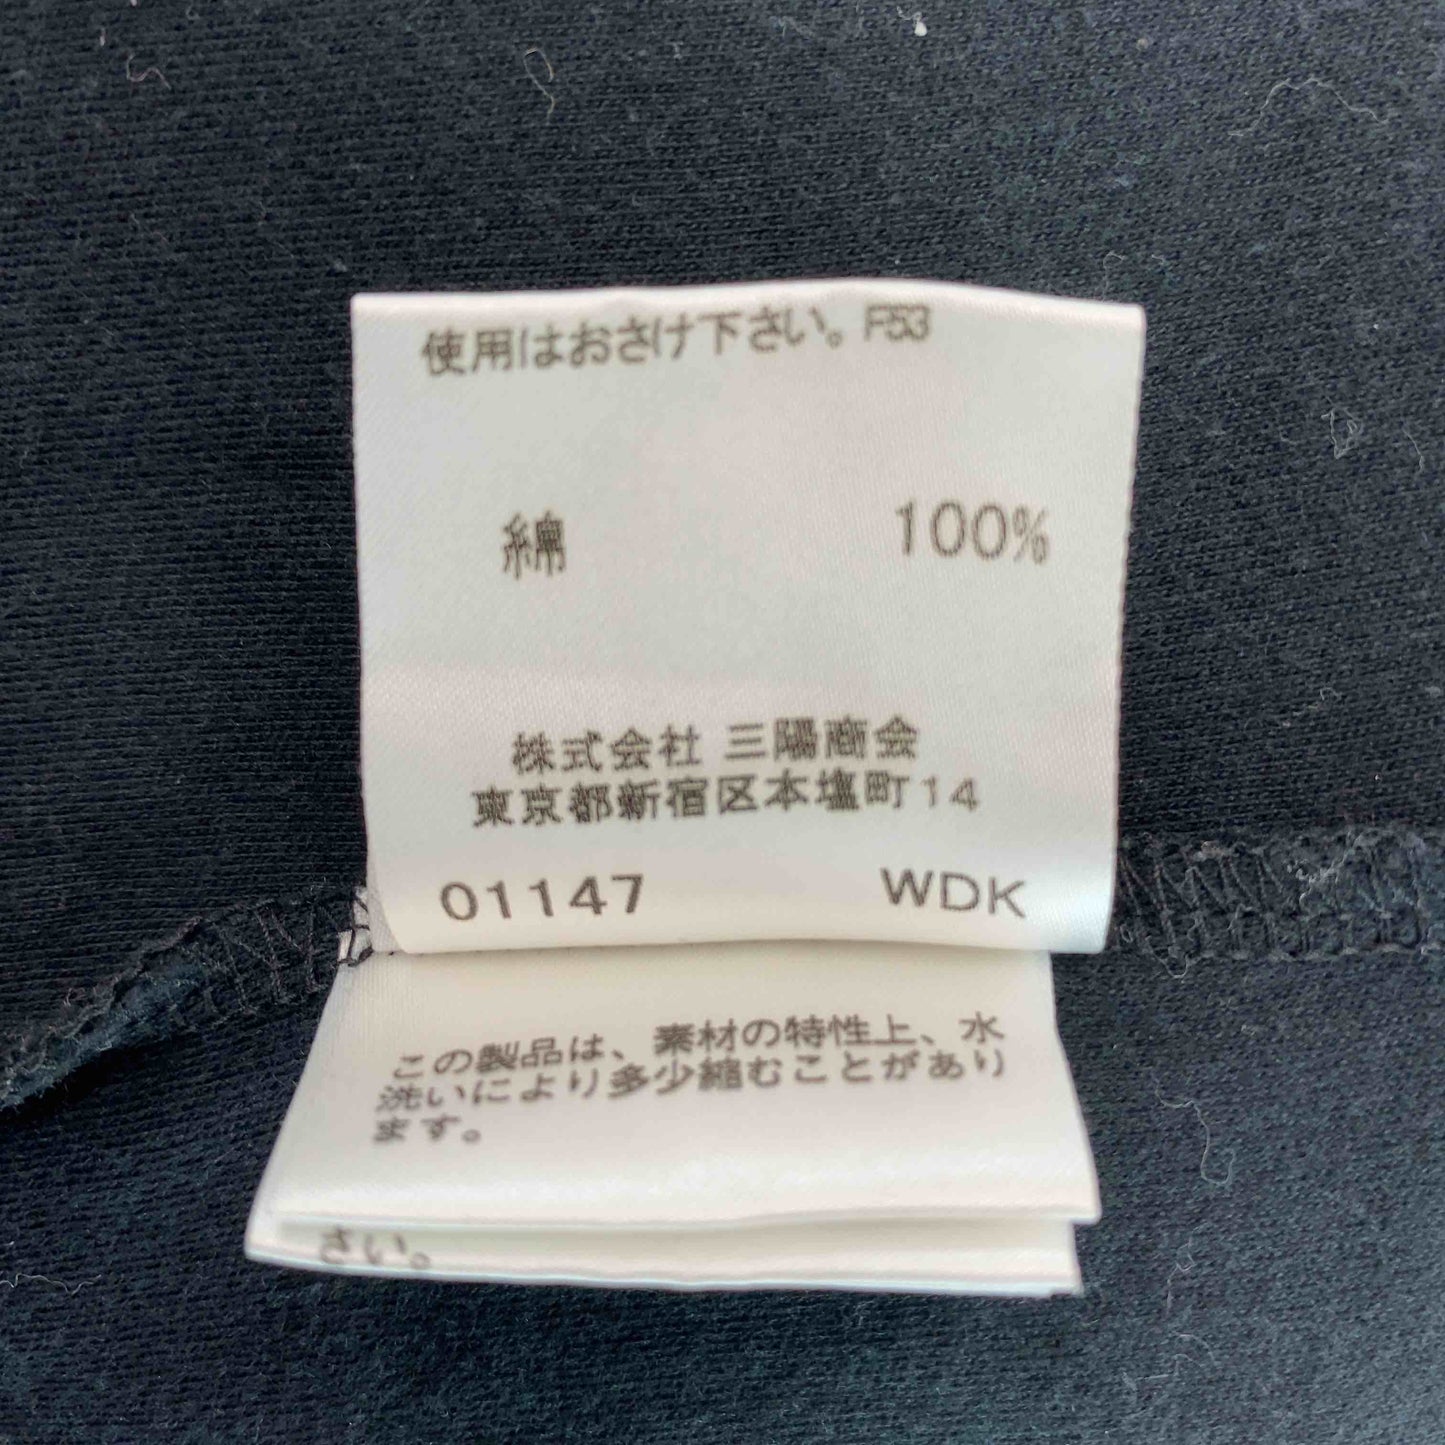 使用はおさけ下さい。F53
綿 100%
株式会社 三陽商会
東京都新宿区本塩町14
01147 WDK
この製品は、素材の特性上、水
洗いにより多少縮むことがあり
ます。
さい。